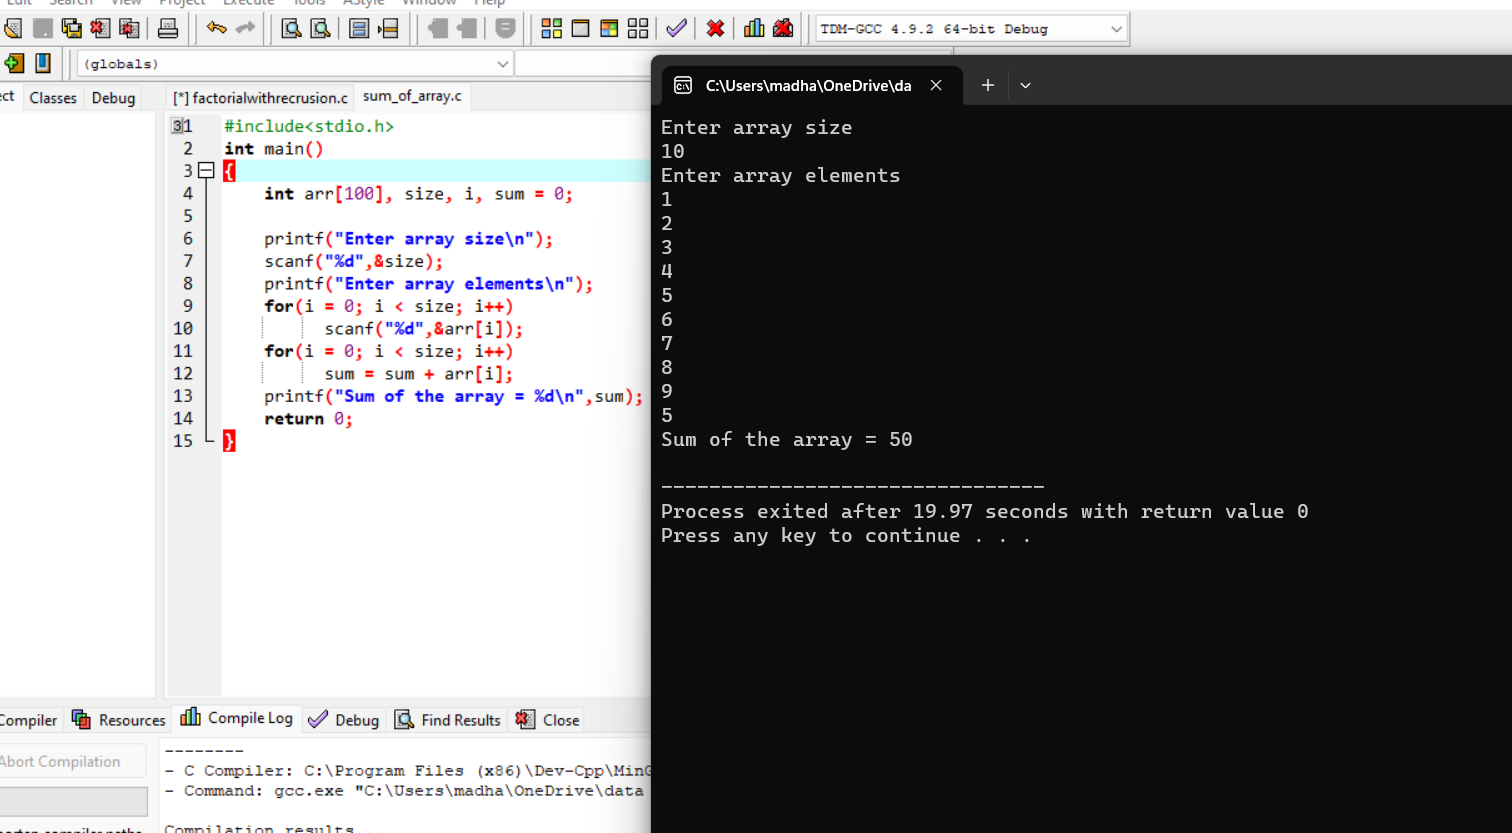 Edit Search View Project Execute Tools AStyle Window Help
TDM-GCC 4.9.2 64-bit Debug
(globals)
ct Classes Debug [*] factorialwithrecrusion.c sum_of_array.c
31 #include<stdio.h>
2 int main()
3 {
4 int arr[100], size, i, sum = 0;
5
6 printf("Enter array size\n");
7 scanf("%d",&size);
8 printf("Enter array elements\n");
9 for(i = 0; i < size; i++)
10 scanf("%d",&arr[i]);
11 for(i = 0; i < size; i++)
12 sum = sum + arr[i];
13 printf("Sum of the array = %d\n",sum);
14 return 0;
15 }
C:\Users\madha\OneDrive\da
Enter array size
10
Enter array elements
1
2
3
4
5
6
7
8
9
5
Sum of the array = 50
--------------------------------
Process exited after 19.97 seconds with return value 0
Press any key to continue . . .
Compiler Resources Compile Log Debug Find Results Close
Abort Compilation
--------
- C Compiler: C:\Program Files (x86)\Dev-Cpp\MinG
- Command: gcc.exe "C:\Users\madha\OneDrive\data
Compilation results...